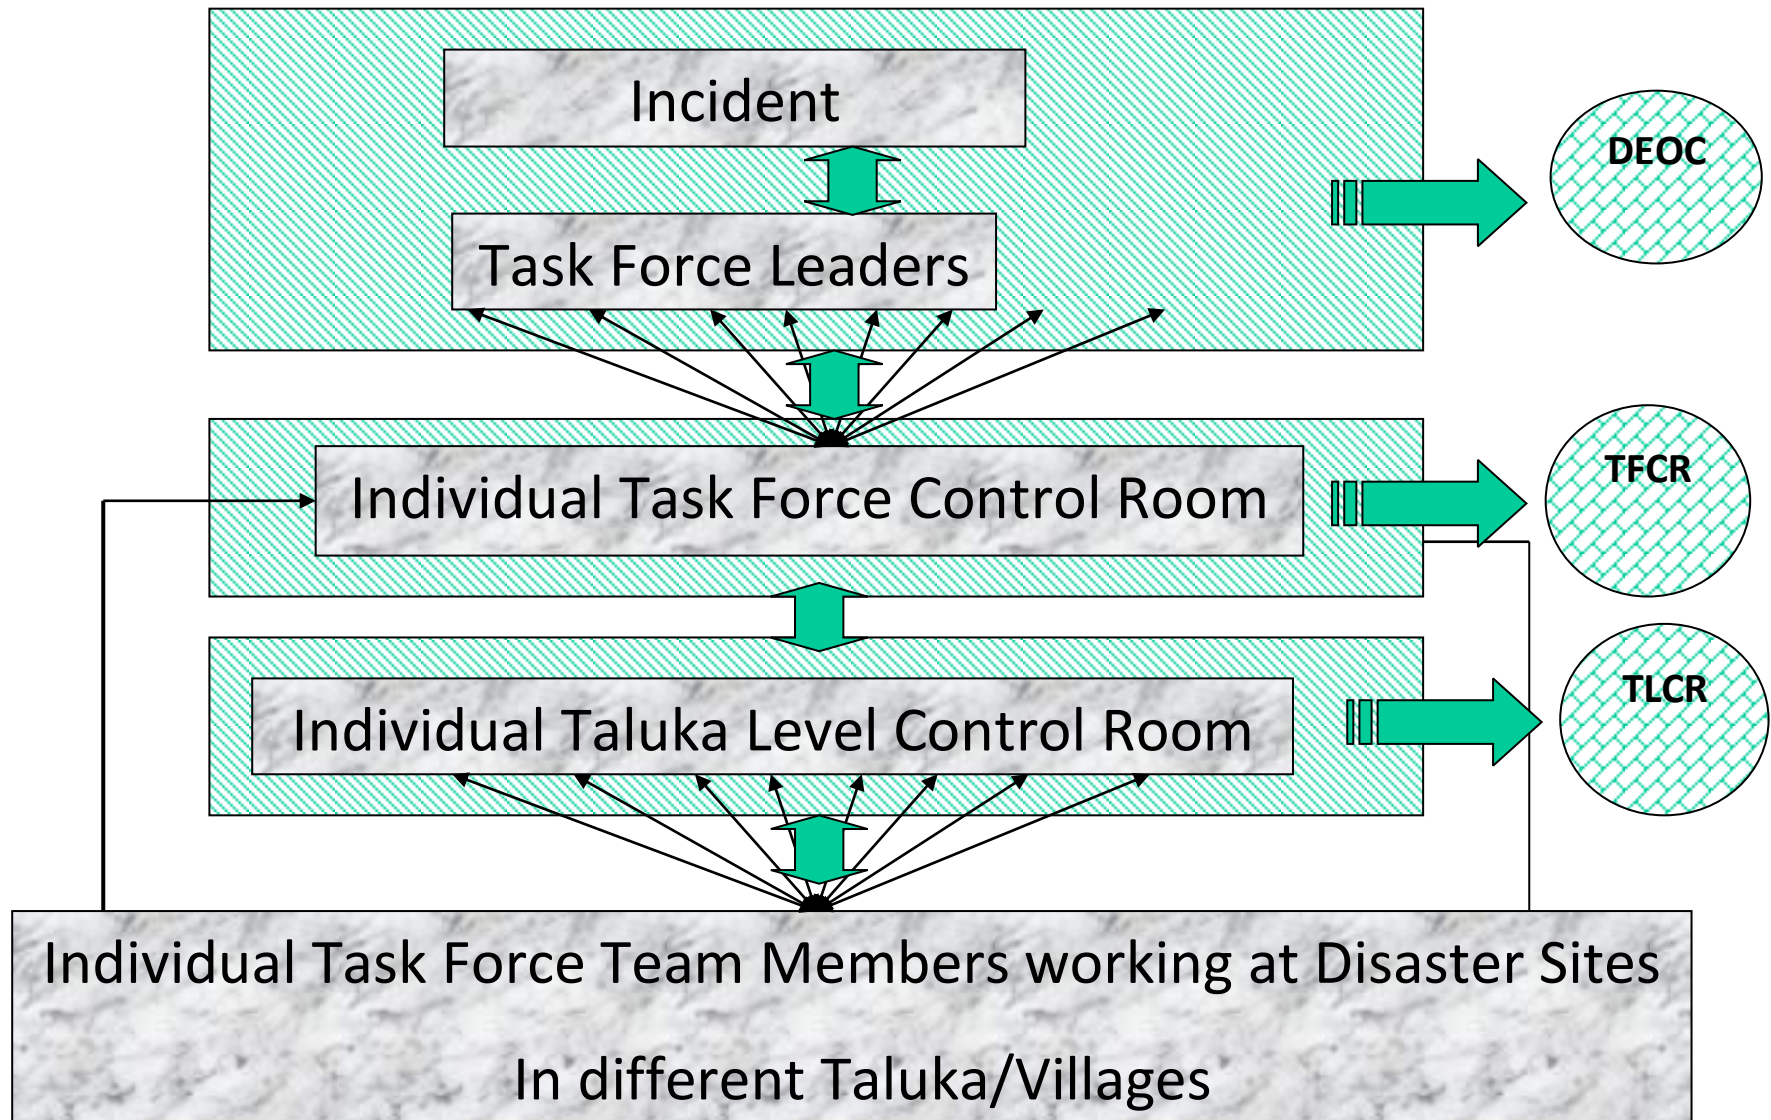 Incident
DEOC
Task Force Leaders
Individual Task Force Control Room
TFCR
Individual Taluka Level Control Room
TLCR
Individual Task Force Team Members working at Disaster Sites
In different Taluka/Villages